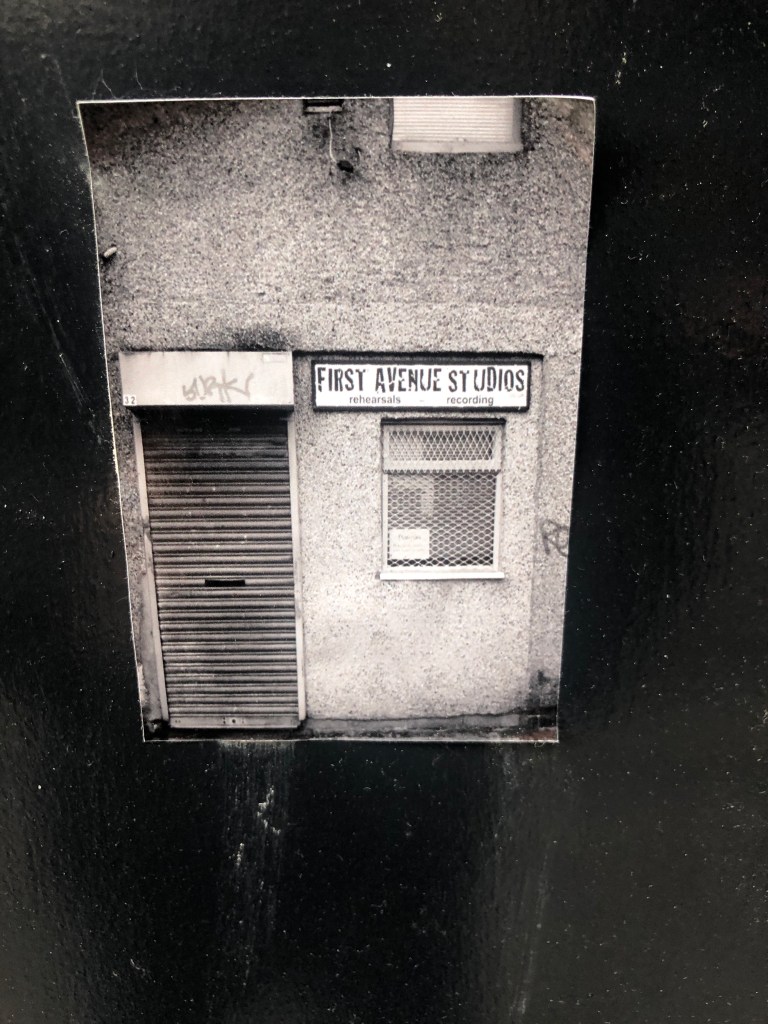 32
FIRST AVENUE STUDIOS
rehearsals - recording